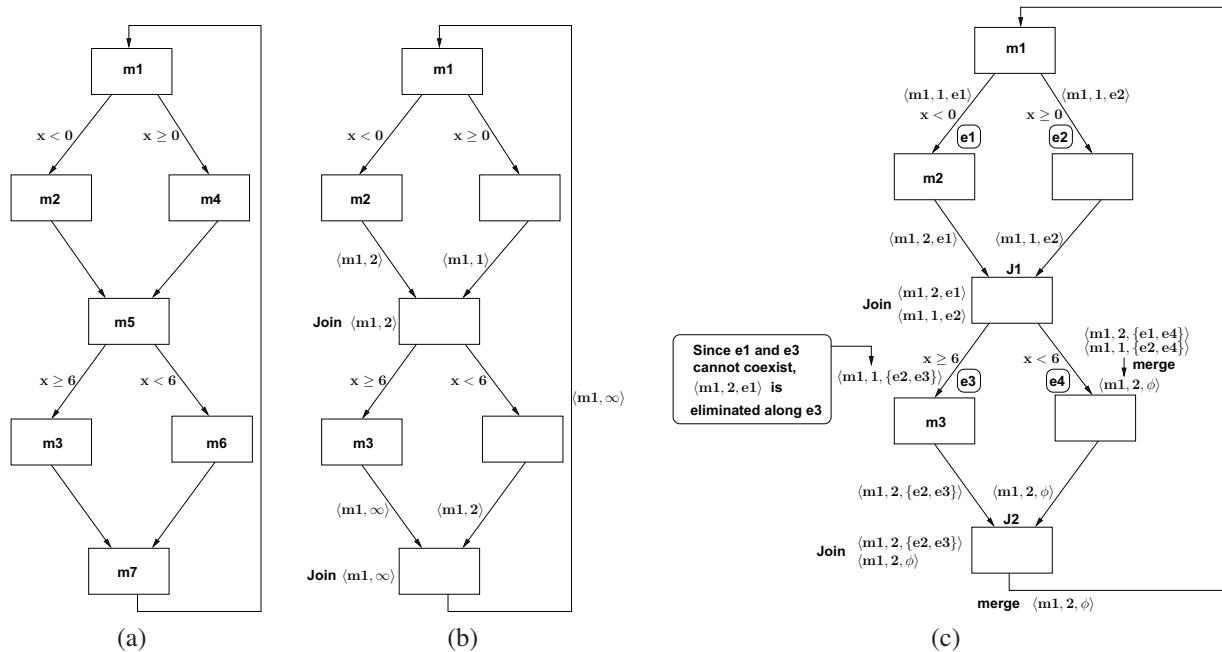 m1
x < 0
x ≥ 0
m2
m4
m5
x ≥ 6
x < 6
m3
m6
m7
(a)
m1
x < 0
x ≥ 0
m2
⟨m1, 2⟩
⟨m1, 1⟩
Join ⟨m1, 2⟩
x ≥ 6
x < 6
⟨m1, ∞⟩
m3
⟨m1, ∞⟩
⟨m1, 2⟩
Join ⟨m1, ∞⟩
(b)
m1
⟨m1, 1, e1⟩
⟨m1, 1, e2⟩
x < 0
x ≥ 0
e1
e2
m2
⟨m1, 2, e1⟩
⟨m1, 1, e2⟩
J1
Join ⟨m1, 2, e1⟩
⟨m1, 1, e2⟩
Since e1 and e3
cannot coexist,
⟨m1, 2, e1⟩ is
eliminated along e3
⟨m1, 1, {e2, e3}⟩
x ≥ 6
x < 6
e3
e4
⟨m1, 2, {e1, e4}⟩
⟨m1, 1, {e2, e4}⟩
merge
⟨m1, 2, ϕ⟩
m3
⟨m1, 2, {e2, e3}⟩
⟨m1, 2, ϕ⟩
J2
Join ⟨m1, 2, {e2, e3}⟩
⟨m1, 2, ϕ⟩
merge ⟨m1, 2, ϕ⟩
(c)